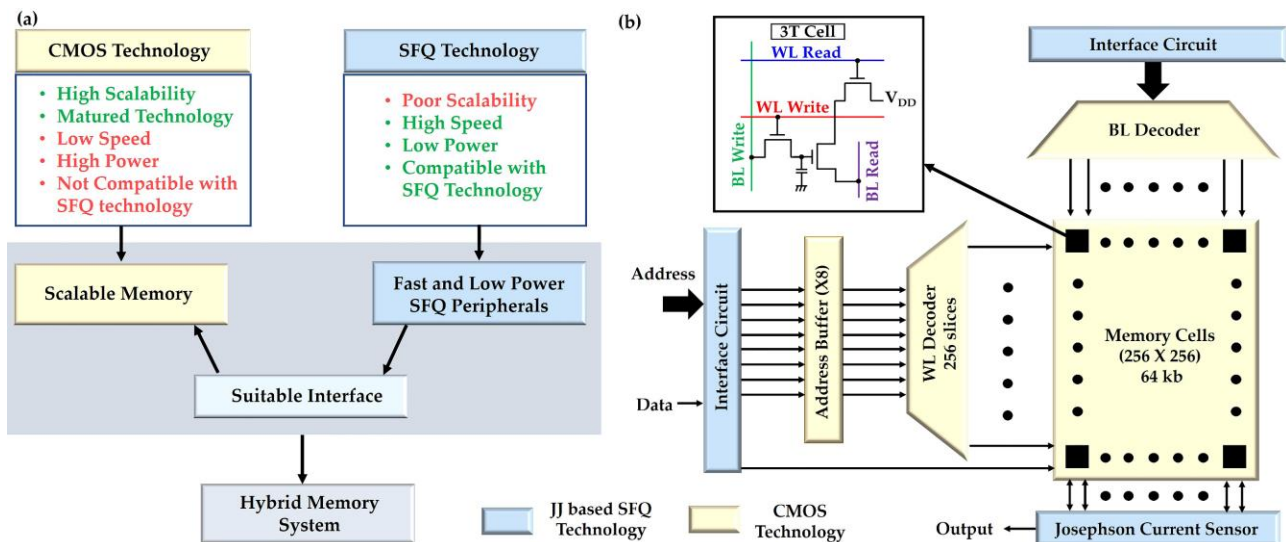 (a)
CMOS Technology
• High Scalability
• Matured Technology
• Low Speed
• High Power
• Not Compatible with
SFQ technology
SFQ Technology
• Poor Scalability
• High Speed
• Low Power
• Compatible with
SFQ Technology
Scalable Memory
Fast and Low Power
SFQ Peripherals
Suitable Interface
Hybrid Memory
System
JJ based SFQ
Technology
CMOS
Technology
(b)
3T Cell
WL Read
VDD
WL Write
BL Write
BL Read
Interface Circuit
BL Decoder
Address
Data
Interface Circuit
Address Buffer (X8)
WL Decoder
256 slices
Memory Cells
(256 X 256)
64 kb
Output
Josephson Current Sensor